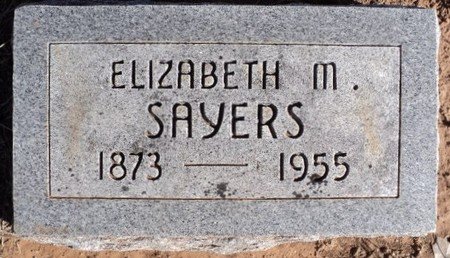 ELIZABETH M.
SAYERS
1873 — 1955